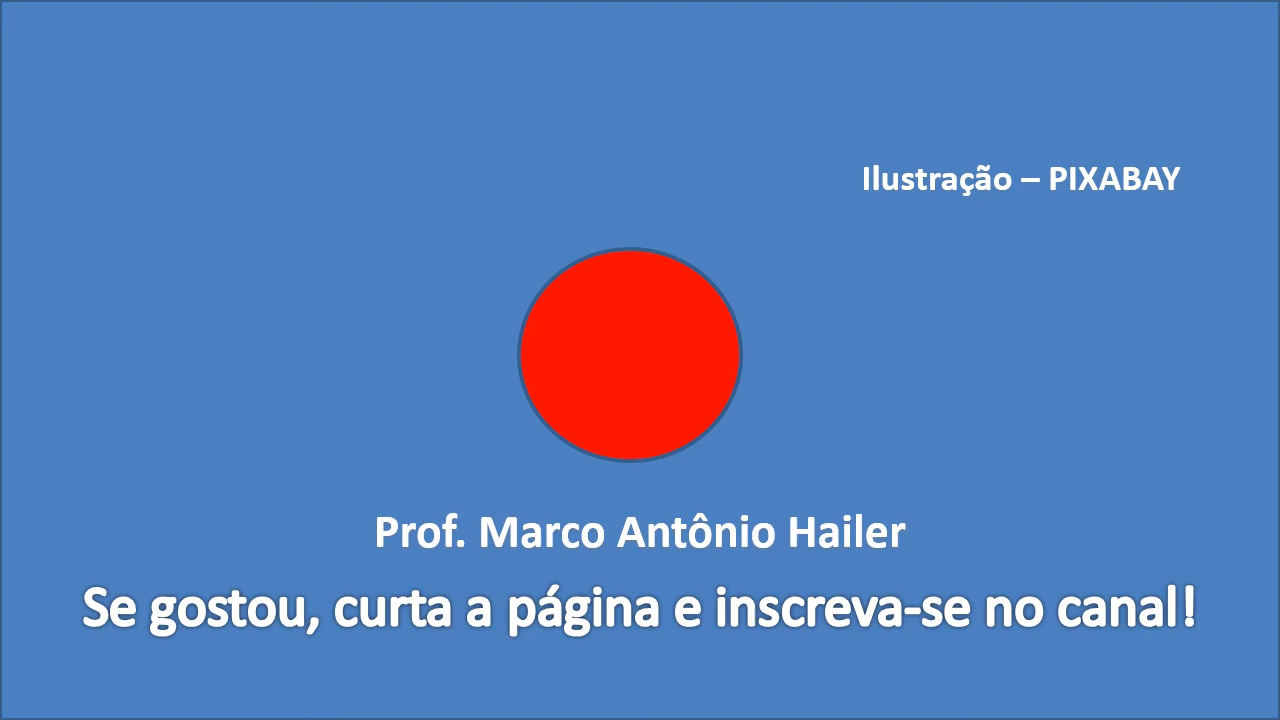 Ilustração – PIXABAY
Prof. Marco Antônio Hailer
Se gostou, curta a página e inscreva-se no canal!